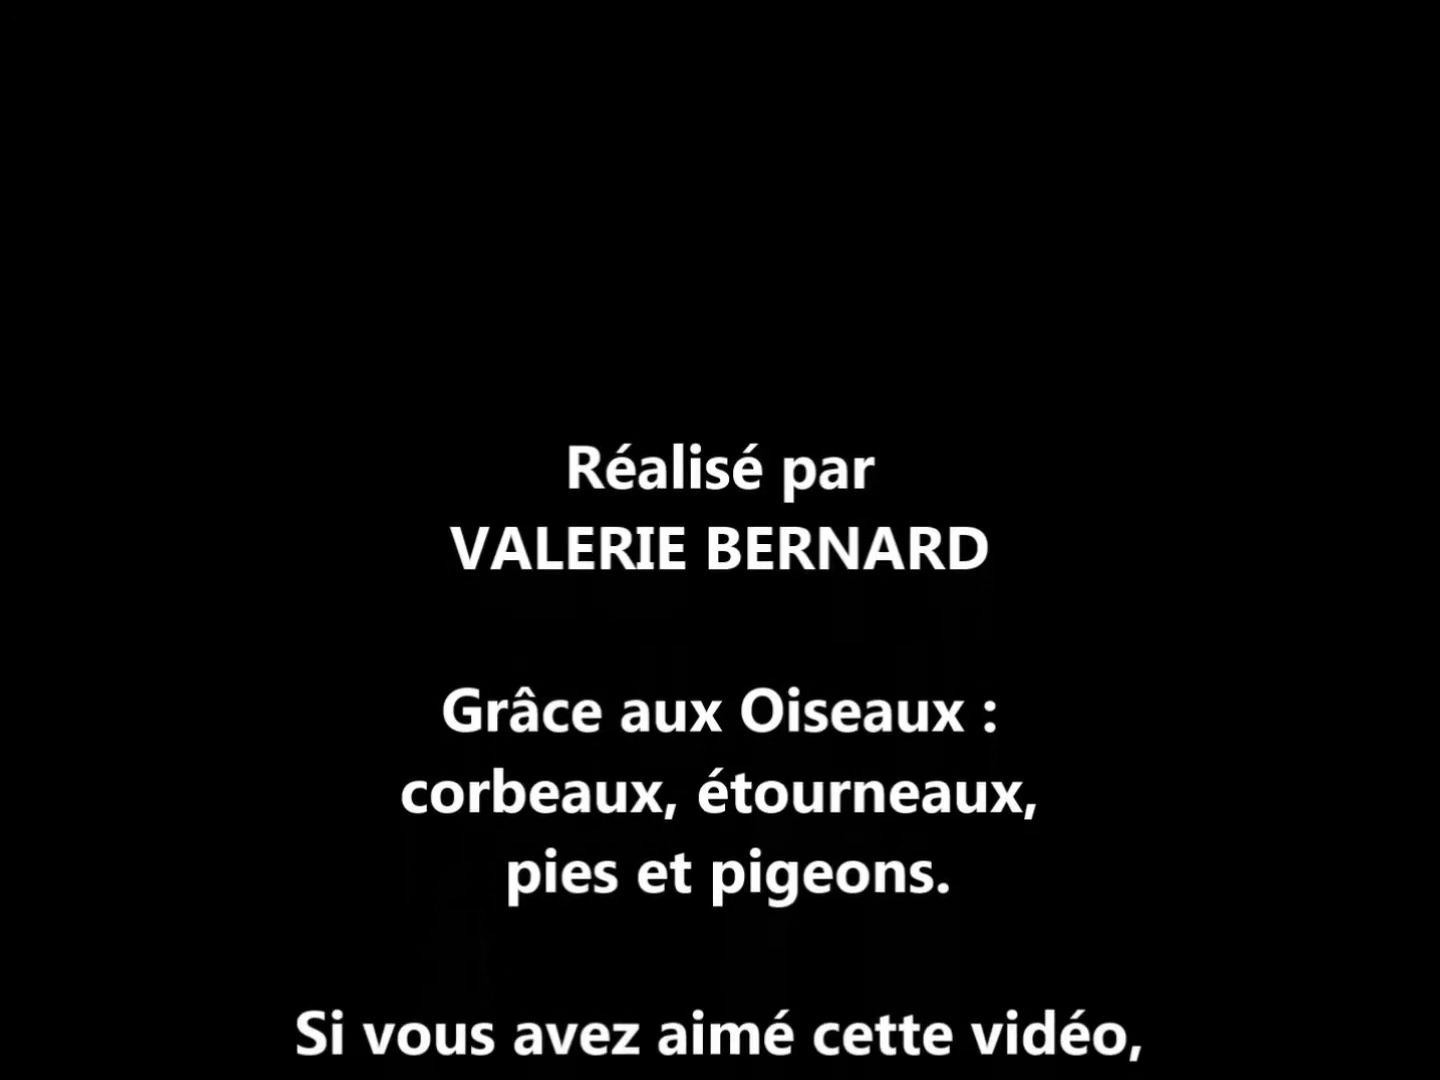 Réalisé par
VALERIE BERNARD
Grâce aux Oiseaux :
corbeaux, étourneaux,
pies et pigeons.
Si vous avez aimé cette vidéo,